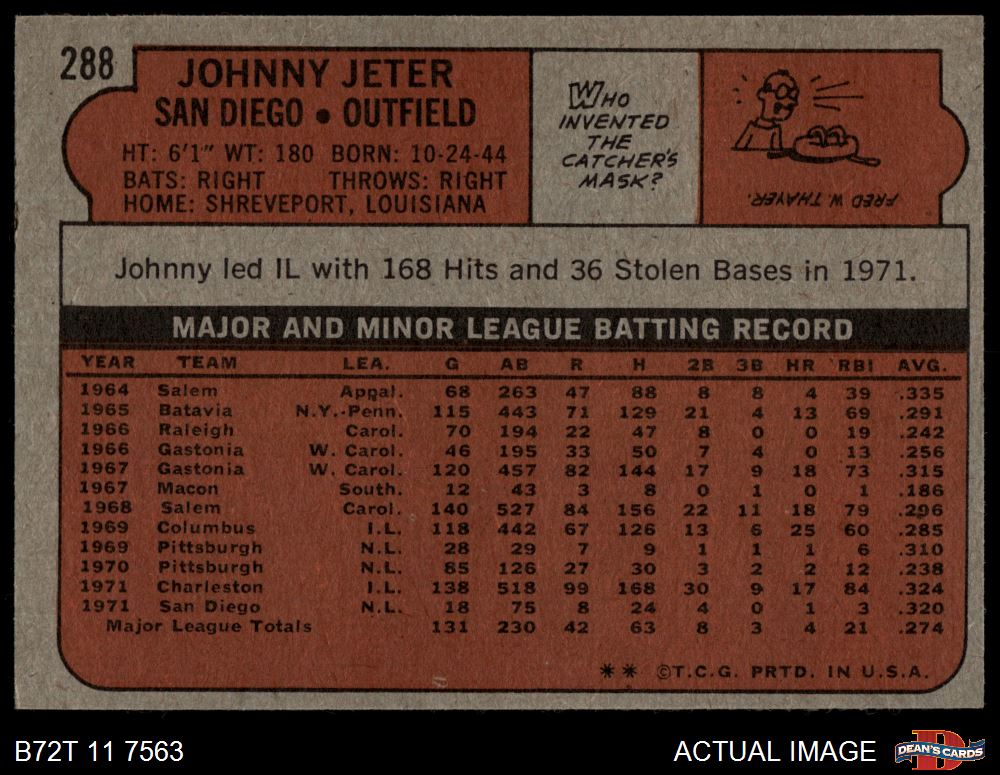 288
JOHNNY JETER
SAN DIEGO • OUTFIELD
HT: 6'1" WT: 180 BORN: 10-24-44
BATS: RIGHT THROWS: RIGHT
HOME: SHREVEPORT, LOUISIANA
WHO
INVENTED
THE
CATCHER'S
MASK?
FRED W. THAYER.
Johnny led IL with 168 Hits and 36 Stolen Bases in 1971.
MAJOR AND MINOR LEAGUE BATTING RECORD
YEAR TEAM LEA. G AB R H 2B 3B HR RBI AVG.
1964 Salem Appal. 68 263 47 88 8 8 4 39 .335
1965 Batavia N.Y.-Penn. 115 443 71 129 21 4 13 69 .291
1966 Raleigh Carol. 70 194 22 47 8 0 0 19 .242
1966 Gastonia W. Carol. 46 195 33 50 7 4 0 13 .256
1967 Gastonia W. Carol. 120 457 82 144 17 9 18 73 .315
1967 Macon South. 12 43 3 8 0 1 0 1 .186
1968 Salem Carol. 140 527 84 156 22 11 18 79 .296
1969 Columbus I.L. 118 442 67 126 13 6 25 60 .285
1969 Pittsburgh N.L. 28 29 7 9 1 1 1 6 .310
1970 Pittsburgh N.L. 85 126 27 30 3 2 2 12 .238
1971 Charleston I.L. 138 518 99 168 30 9 17 84 .324
1971 San Diego N.L. 18 75 8 24 4 0 1 3 .320
Major League Totals 131 230 42 63 8 3 4 21 .274
** ©T.C.G. PRTD. IN U.S.A.
B72T 11 7563
ACTUAL IMAGE
D
DEAN'S CARDS